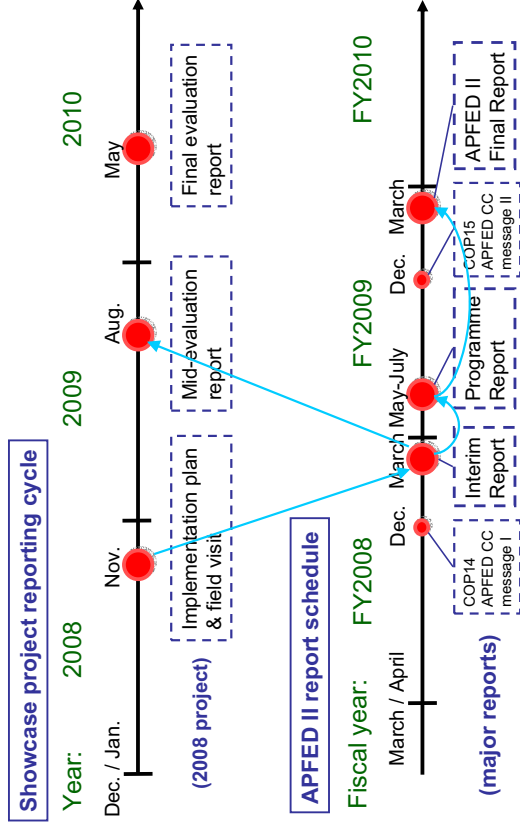 Showcase project reporting cycle
Year:
2008
2009
2010
Dec. / Jan.
Nov.
Aug.
May
(2008 project)
Implementation plan
& field visit
Mid-evaluation
report
Final evaluation
report
APFED II report schedule
Fiscal year:
FY2008
FY2009
FY2010
March / April
Dec.
March
May-July
Dec.
March
(major reports)
COP14
APFED CC
message I
Interim
Report
Programme
Report
COP15
APFED CC
message II
APFED II
Final Report